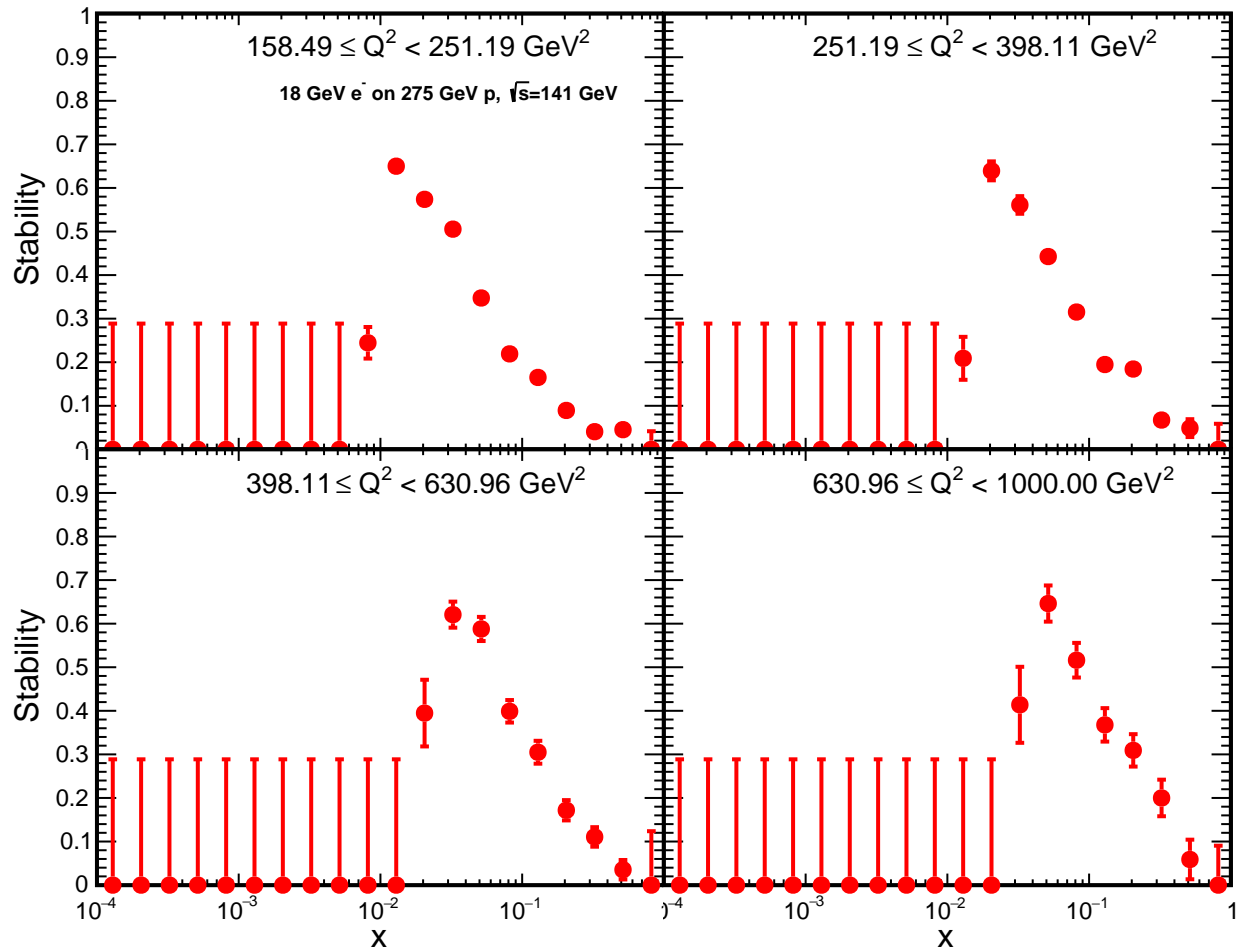 158.49 ≤ Q² < 251.19 GeV²
251.19 ≤ Q² < 398.11 GeV²
18 GeV e⁻ on 275 GeV p, √s=141 GeV
1
0.9
0.8
0.7
0.6
0.5
0.4
0.3
0.2
0.1
0
Stability
398.11 ≤ Q² < 630.96 GeV²
630.96 ≤ Q² < 1000.00 GeV²
0.9
0.8
0.7
0.6
0.5
0.4
0.3
0.2
0.1
0
Stability
10⁻⁴ 10⁻³ 10⁻² 10⁻¹
10⁻⁴ 10⁻³ 10⁻² 10⁻¹ 1
x
x